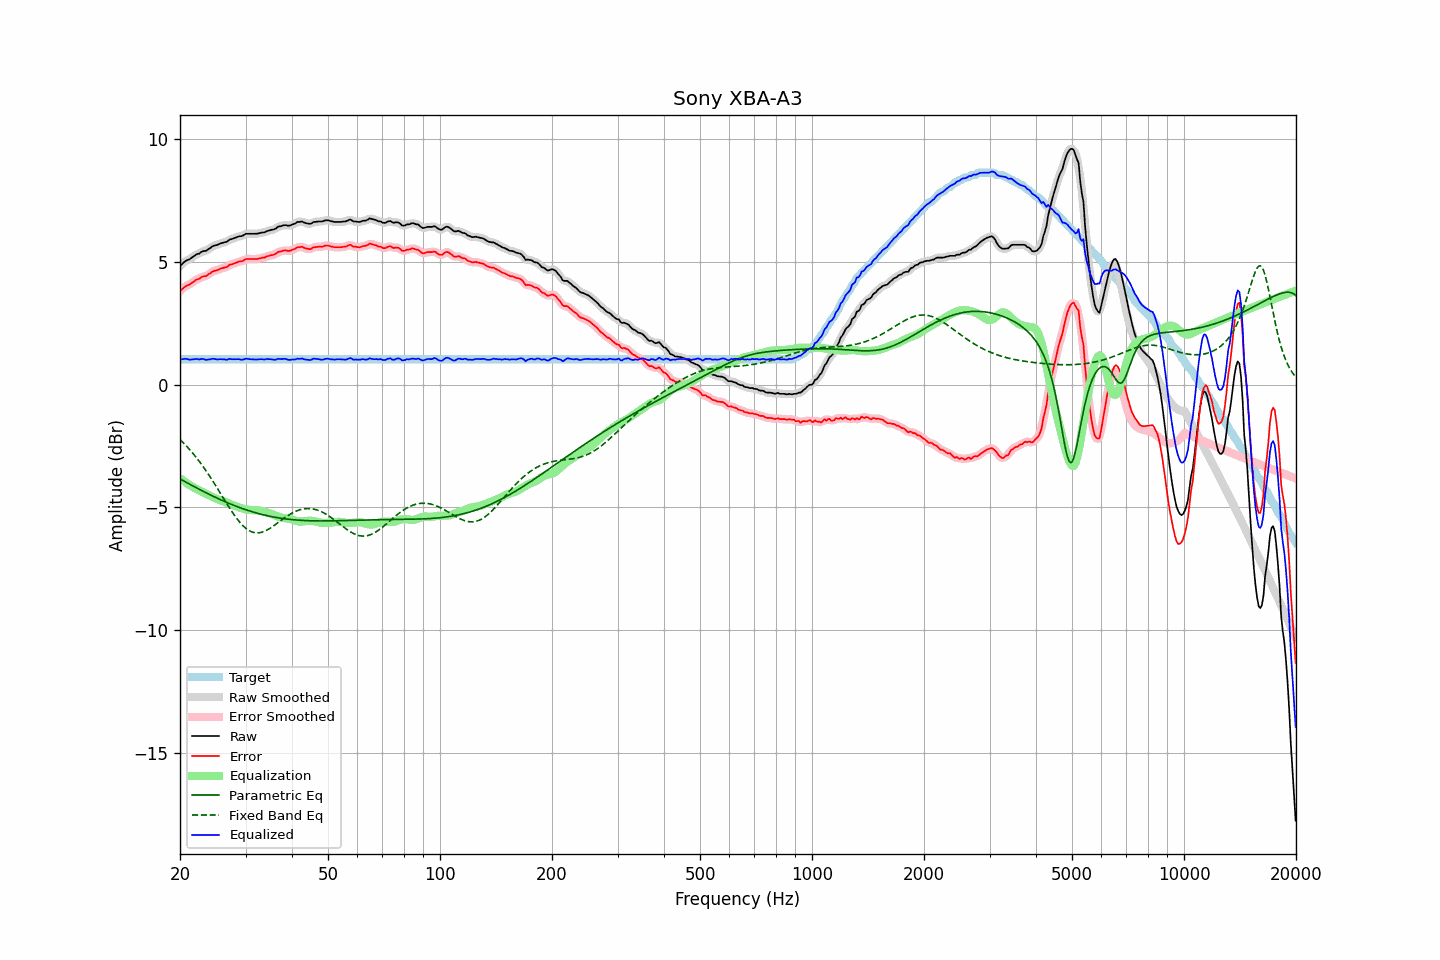 Sony XBA-A3
10
5
0
−5
−10
−15
Amplitude (dBr)
Target
Raw Smoothed
Error Smoothed
Raw
Error
Equalization
Parametric Eq
Fixed Band Eq
Equalized
20 50 100 200 500 1000 2000 5000 10000 20000
Frequency (Hz)